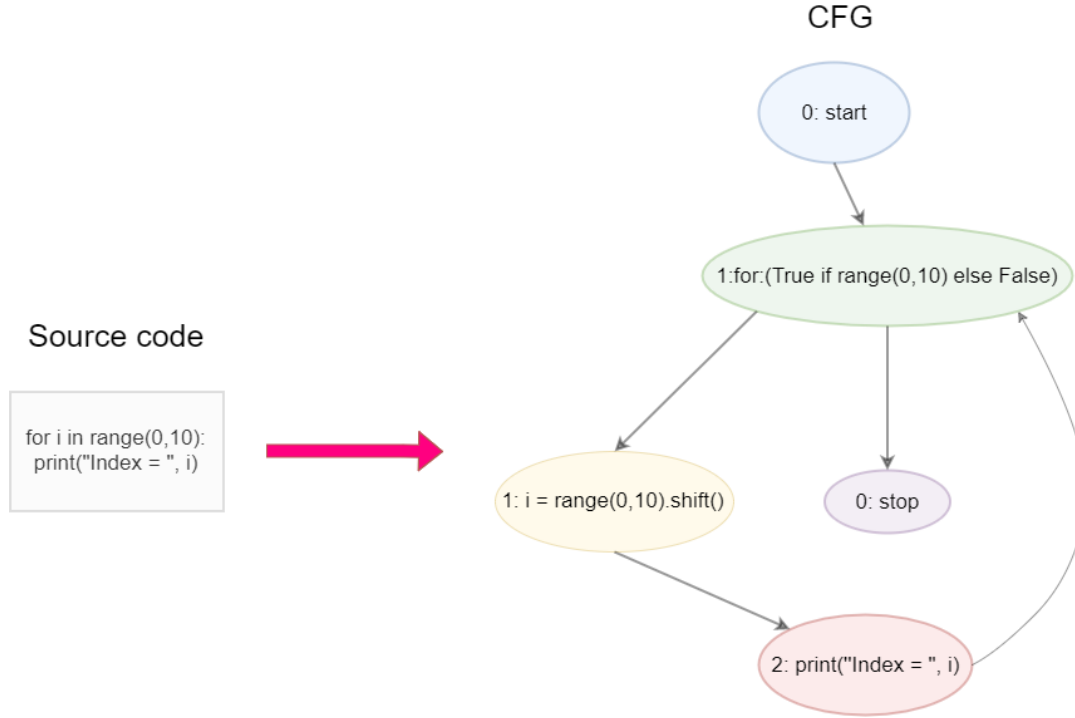 CFG
0: start
1:for:(True if range(0,10) else False)
Source code
for i in range(0,10):
print("Index = ", i)
1: i = range(0,10).shift()
0: stop
2: print("Index = ", i)